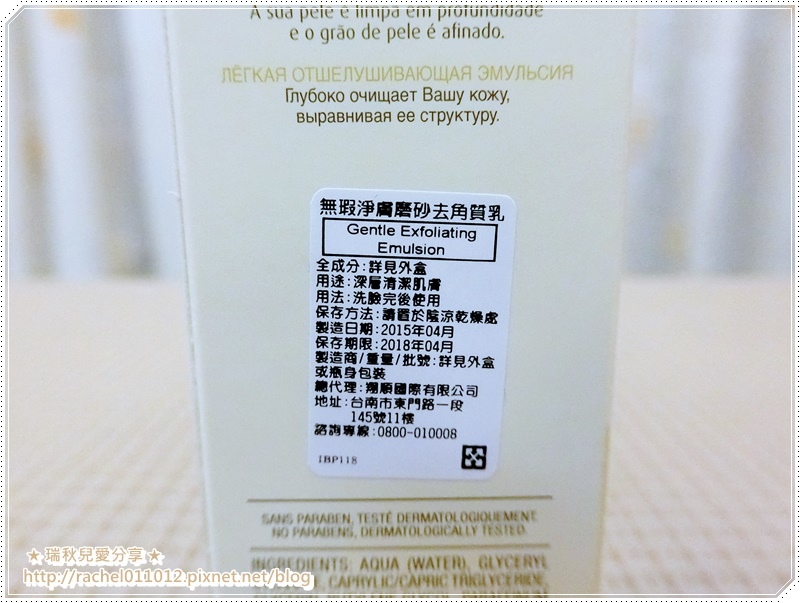 A sua pele é limpa em profundidade
e o grão de pele é afinado.
ЛЁГКАЯ ОТШЕЛУШИВАЮЩАЯ ЭМУЛЬСИЯ
Глубоко очищает Вашу кожу,
выравнивая ее структуру.
無瑕淨膚磨砂去角質乳
Gentle Exfoliating
Emulsion
全成分:詳見外盒
用途:深層清潔肌膚
用法:洗臉完後使用
保存方法:請置於陰涼乾燥處
製造日期:2015年04月
保存期限:2018年04月
製造商/重量/批號:詳見外盒
或瓶身包裝
總代理:翔順國際有限公司
地址:台南市東門路一段
145號11樓
諮詢專線:0800-010008
IBP118
SANS PARABEN, TESTÉ DERMATOLOGIQUEMENT.
NO PARABENS, DERMATOLOGICALLY TESTED.
INGREDIENTS: AQUA (WATER), GLYCERYL
CAPRYLIC/CAPRIC TRIGLYCERIDE,
★ 瑞秋兒愛分享 ★
http://rachel011012.pixnet.net/blog